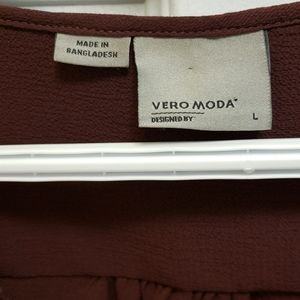 MADE IN
BANGLADESH
VERO MODA
DESIGNED BY
L